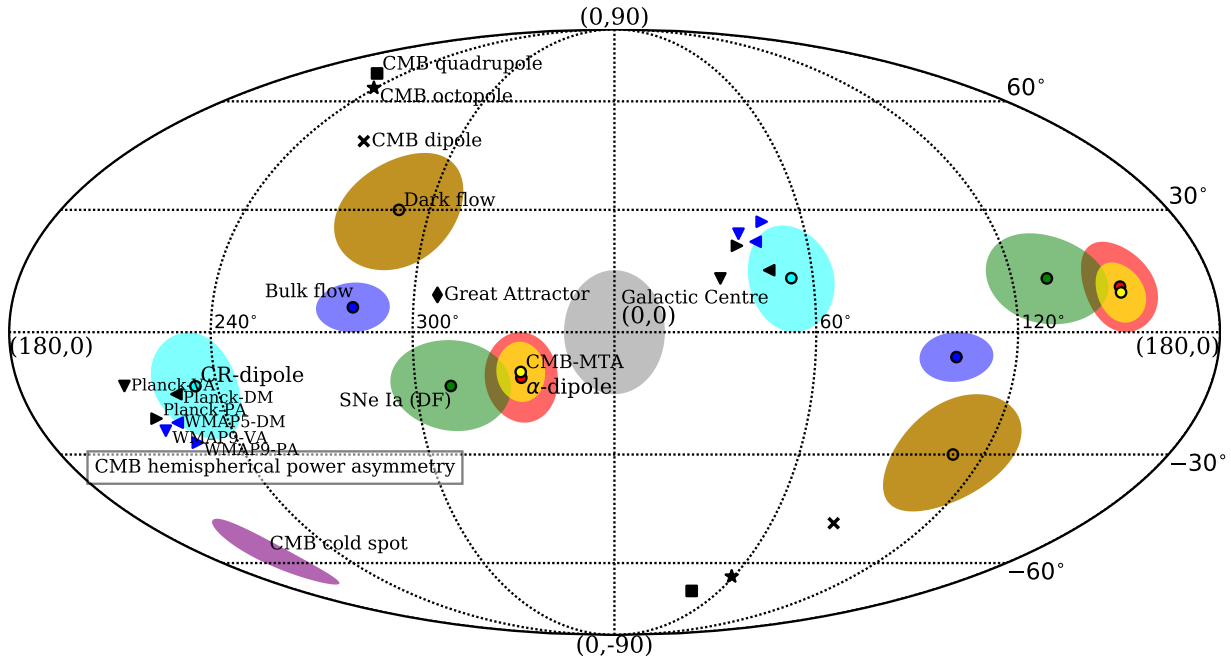 (0,90)
CMB quadrupole
60°
CMB octopole
CMB dipole
Dark flow
30°
Bulk flow
Great Attractor
Galactic Centre
(0,0)
240°
300°
60°
120°
(180,0)
(180,0)
CMB-MTA
CR-dipole
α-dipole
Planck-VA
Planck-DM
SNe Ia (DF)
Planck-PA
WMAP5-DM
WMAP9-VA
WMAP9-PA
CMB hemispherical power asymmetry
−30°
CMB cold spot
−60°
(0,-90)